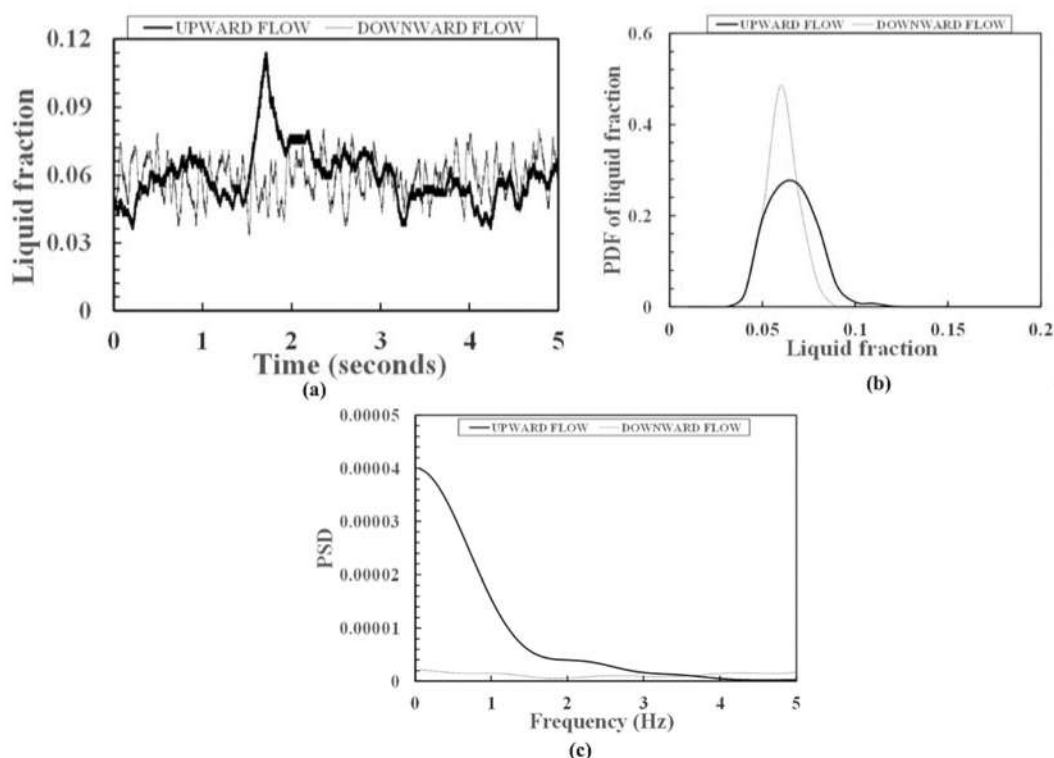 UPWARD FLOW DOWNWARD FLOW
0.12
0.09
0.06
0.03
0
Liquid fraction
0 1 2 3 4 5
Time (seconds)
(a)
UPWARD FLOW DOWNWARD FLOW
0.6
0.4
0.2
0
PDF of liquid fraction
0 0.05 0.1 0.15 0.2
Liquid fraction
(b)
0.00005
0.00004
0.00003
0.00002
0.00001
0
UPWARD FLOW DOWNWARD FLOW
PSD
0 1 2 3 4 5
Frequency (Hz)
(c)